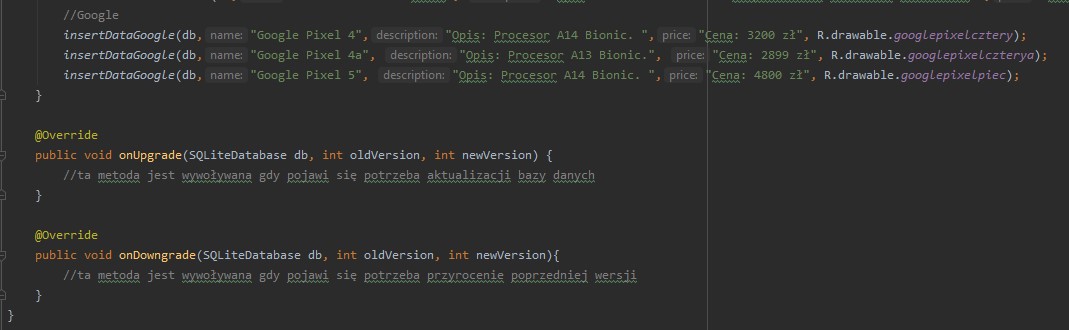 //Google
insertDataGoogle(db, name: "Google Pixel 4", description: "Opis: Procesor A14 Bionic. ", price: "Cena: 3200 zł", R.drawable.googlepixelcztery);
insertDataGoogle(db, name: "Google Pixel 4a", description: "Opis: Procesor A13 Bionic.", price: "Cena: 2899 zł", R.drawable.googlepixelczterya);
insertDataGoogle(db, name: "Google Pixel 5", description: "Opis: Procesor A14 Bionic. ", price: "Cena: 4800 zł", R.drawable.googlepixelpiec);
}
@Override
public void onUpgrade(SQLiteDatabase db, int oldVersion, int newVersion) {
//ta metoda jest wywoływana gdy pojawi się potrzeba aktualizacji bazy danych
}
@Override
public void onDowngrade(SQLiteDatabase db, int oldVersion, int newVersion){
//ta metoda jest wywoływana gdy pojawi się potrzeba przyrocenie poprzedniej wersji
}
}